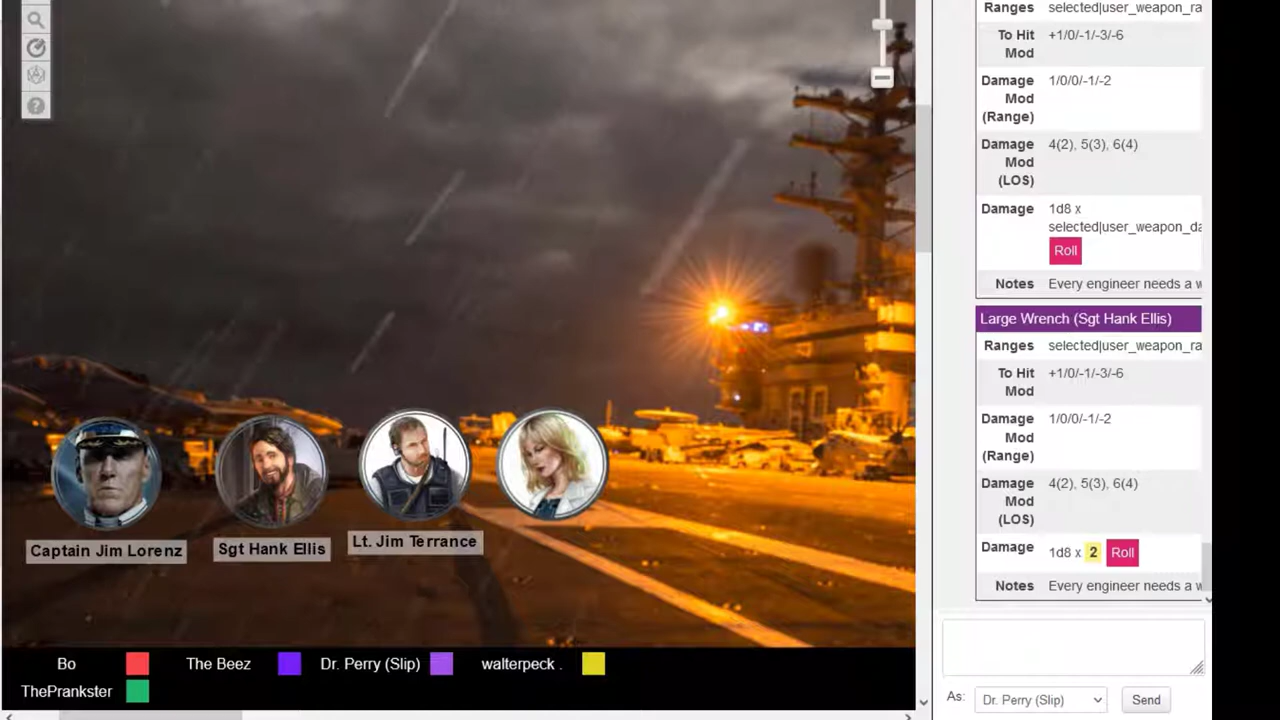 Captain Jim Lorenz
Sgt Hank Ellis
Lt. Jim Terrance
Bo
The Beez
Dr. Perry (Slip)
walterpeck .
ThePrankster
Ranges selected|user_weapon_ra
To Hit Mod +1/0/-1/-3/-6
Damage Mod (Range) 1/0/0/-1/-2
Damage Mod (LOS) 4(2), 5(3), 6(4)
Damage 1d8 x
selected|user_weapon_da
Roll
Notes Every engineer needs a w
Large Wrench (Sgt Hank Ellis)
Ranges selected|user_weapon_ra
To Hit Mod +1/0/-1/-3/-6
Damage Mod (Range) 1/0/0/-1/-2
Damage Mod (LOS) 4(2), 5(3), 6(4)
Damage 1d8 x 2 Roll
Notes Every engineer needs a w
As: Dr. Perry (Slip) Send